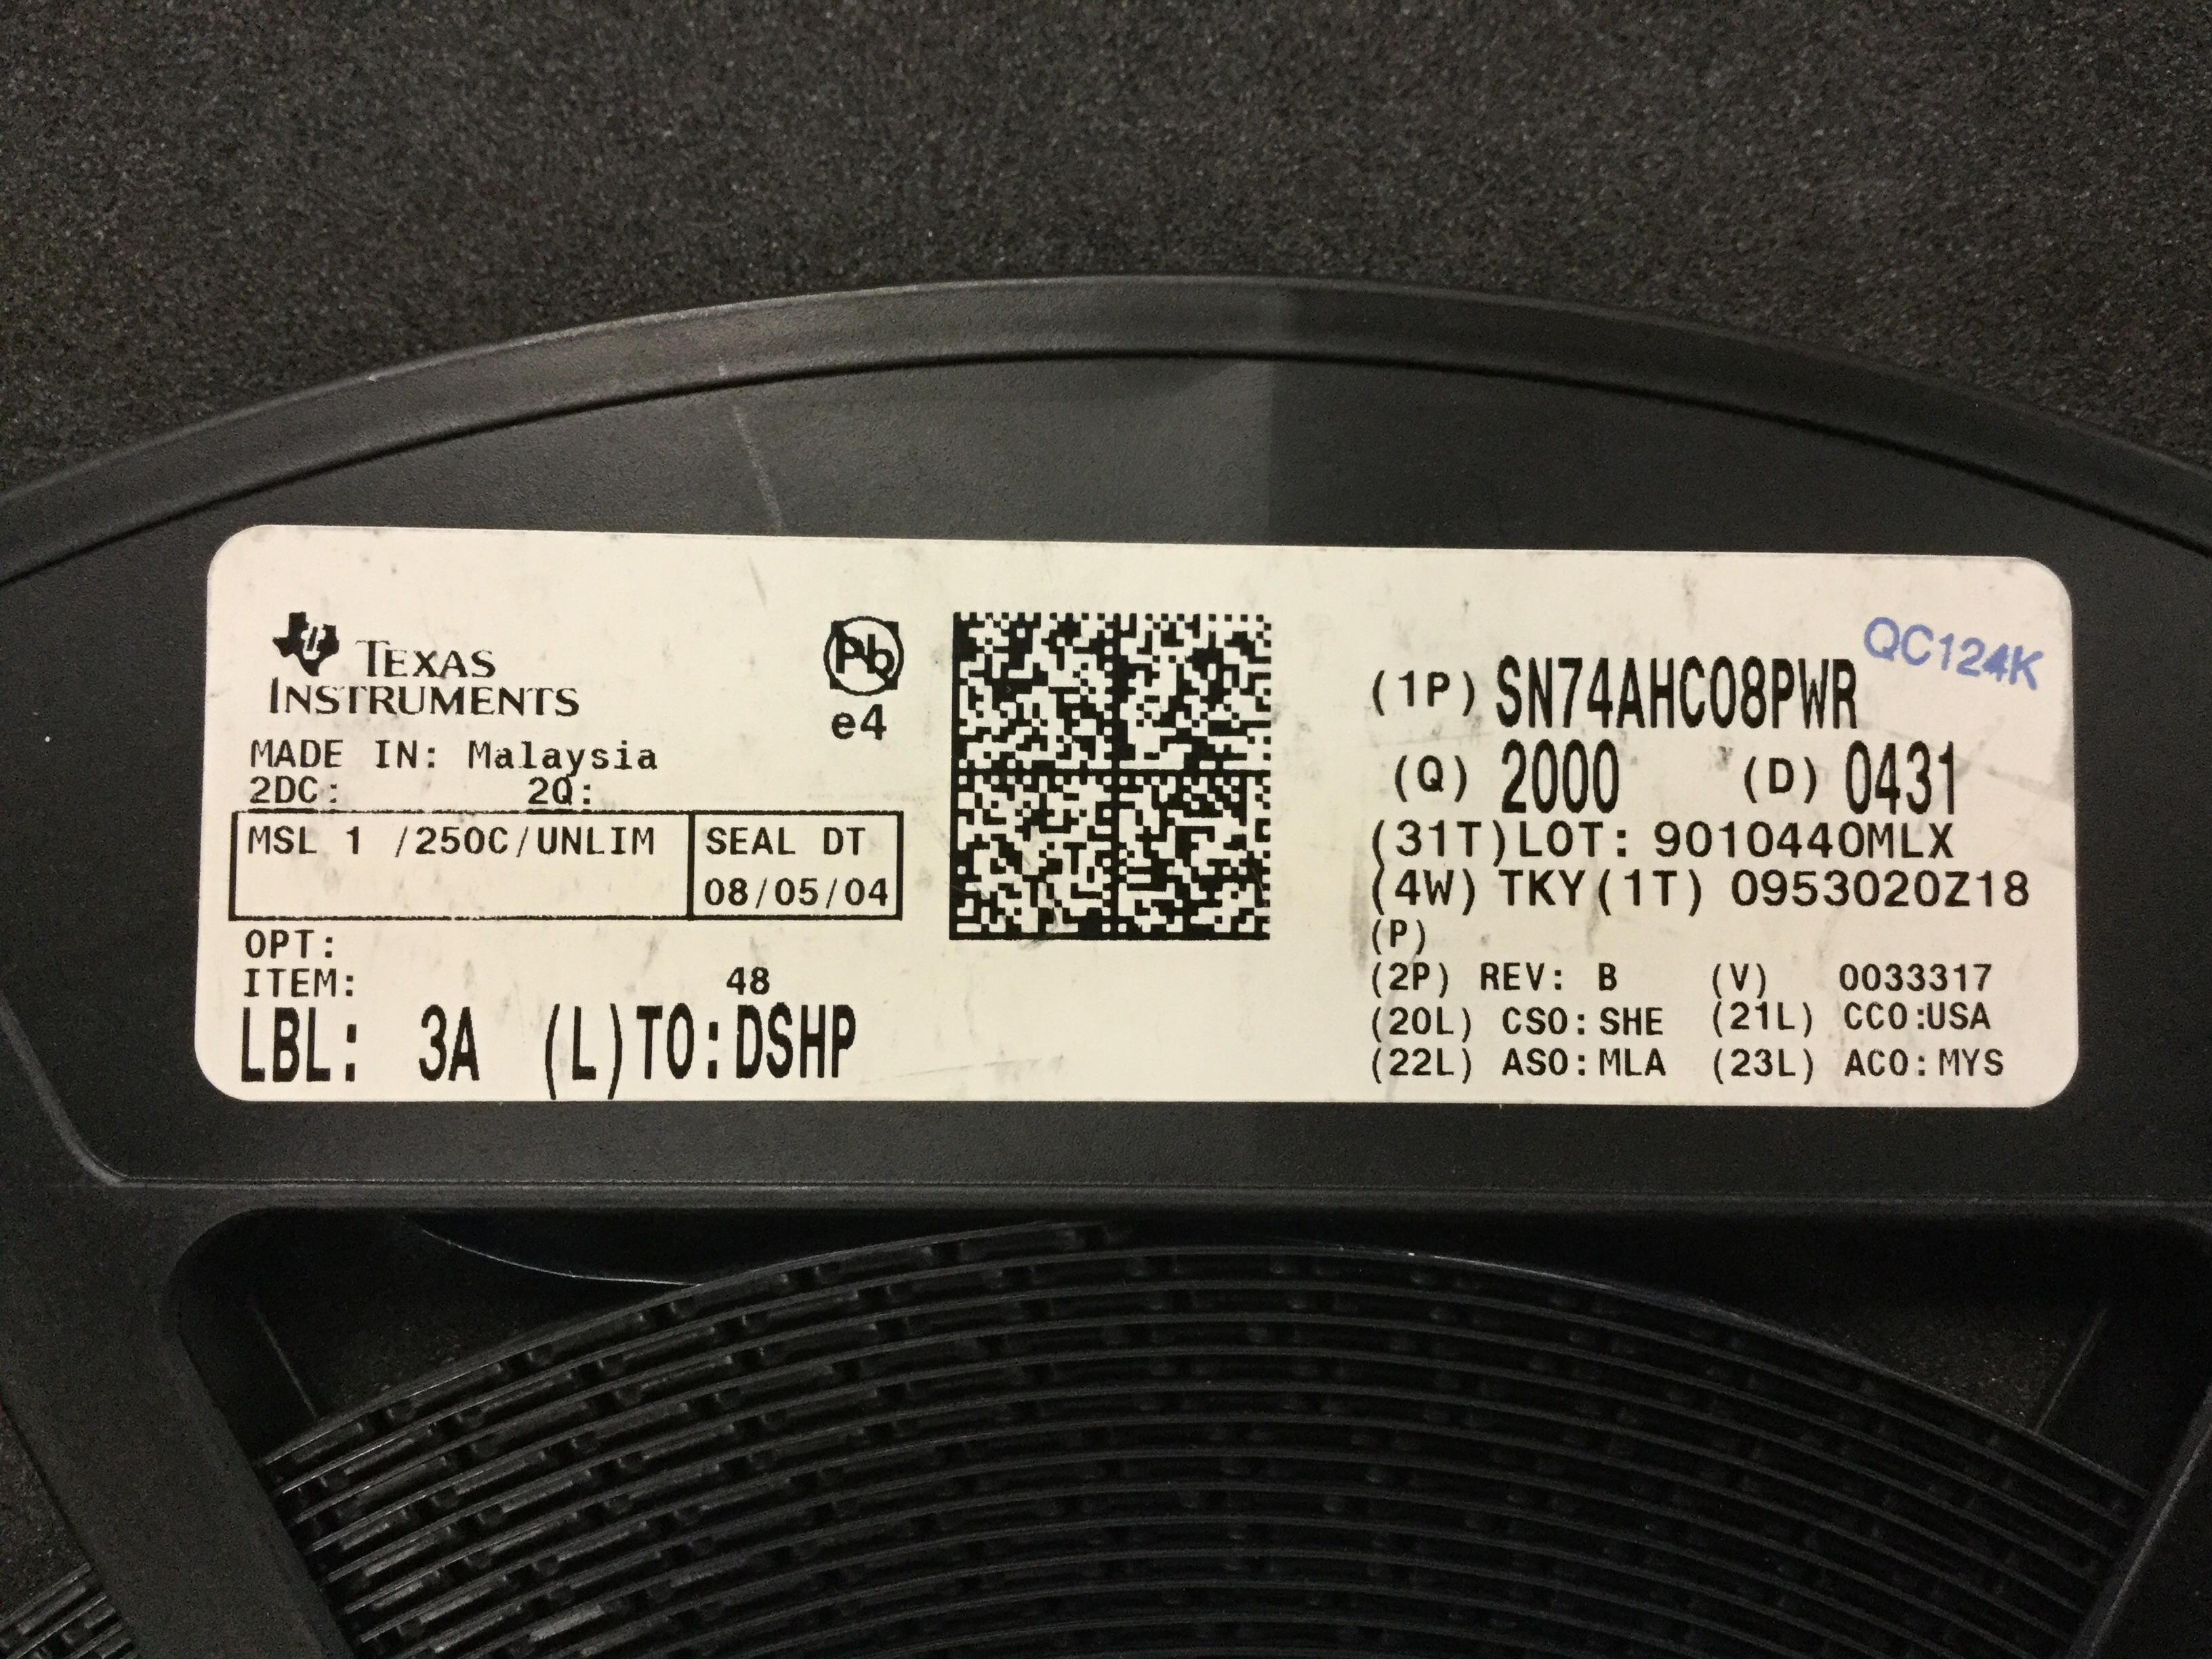 TEXAS
INSTRUMENTS
MADE IN: Malaysia
2DC: 2Q:
MSL 1 /250C/UNLIM
SEAL DT
08/05/04
OPT:
ITEM: 48
LBL: 3A (L)TO:DSHP
Pb
e4
QC124K
(1P) SN74AHC08PWR
(Q) 2000 (D) 0431
(31T)LOT: 9010440MLX
(4W) TKY(1T) 0953020Z18
(P)
(2P) REV: B (V) 0033317
(20L) CSO:SHE (21L) CCO:USA
(22L) ASO:MLA (23L) ACO:MYS